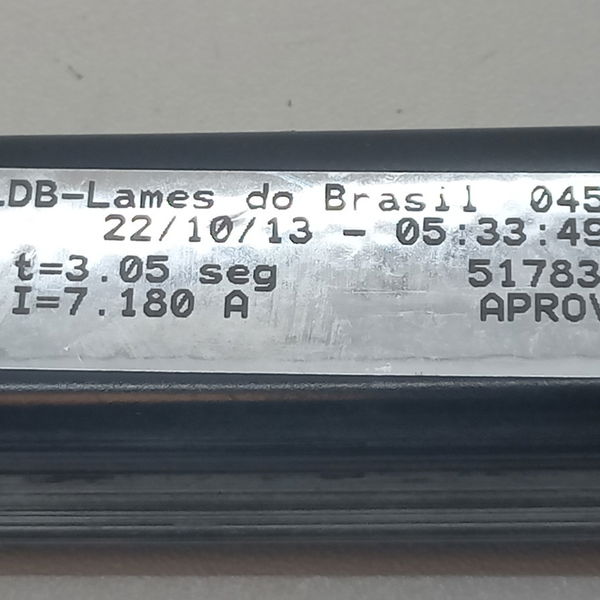 LDB-Lames do Brasil 045
22/10/13 - 05:33:49
t=3.05 seg 51783
I=7.180 A APROV